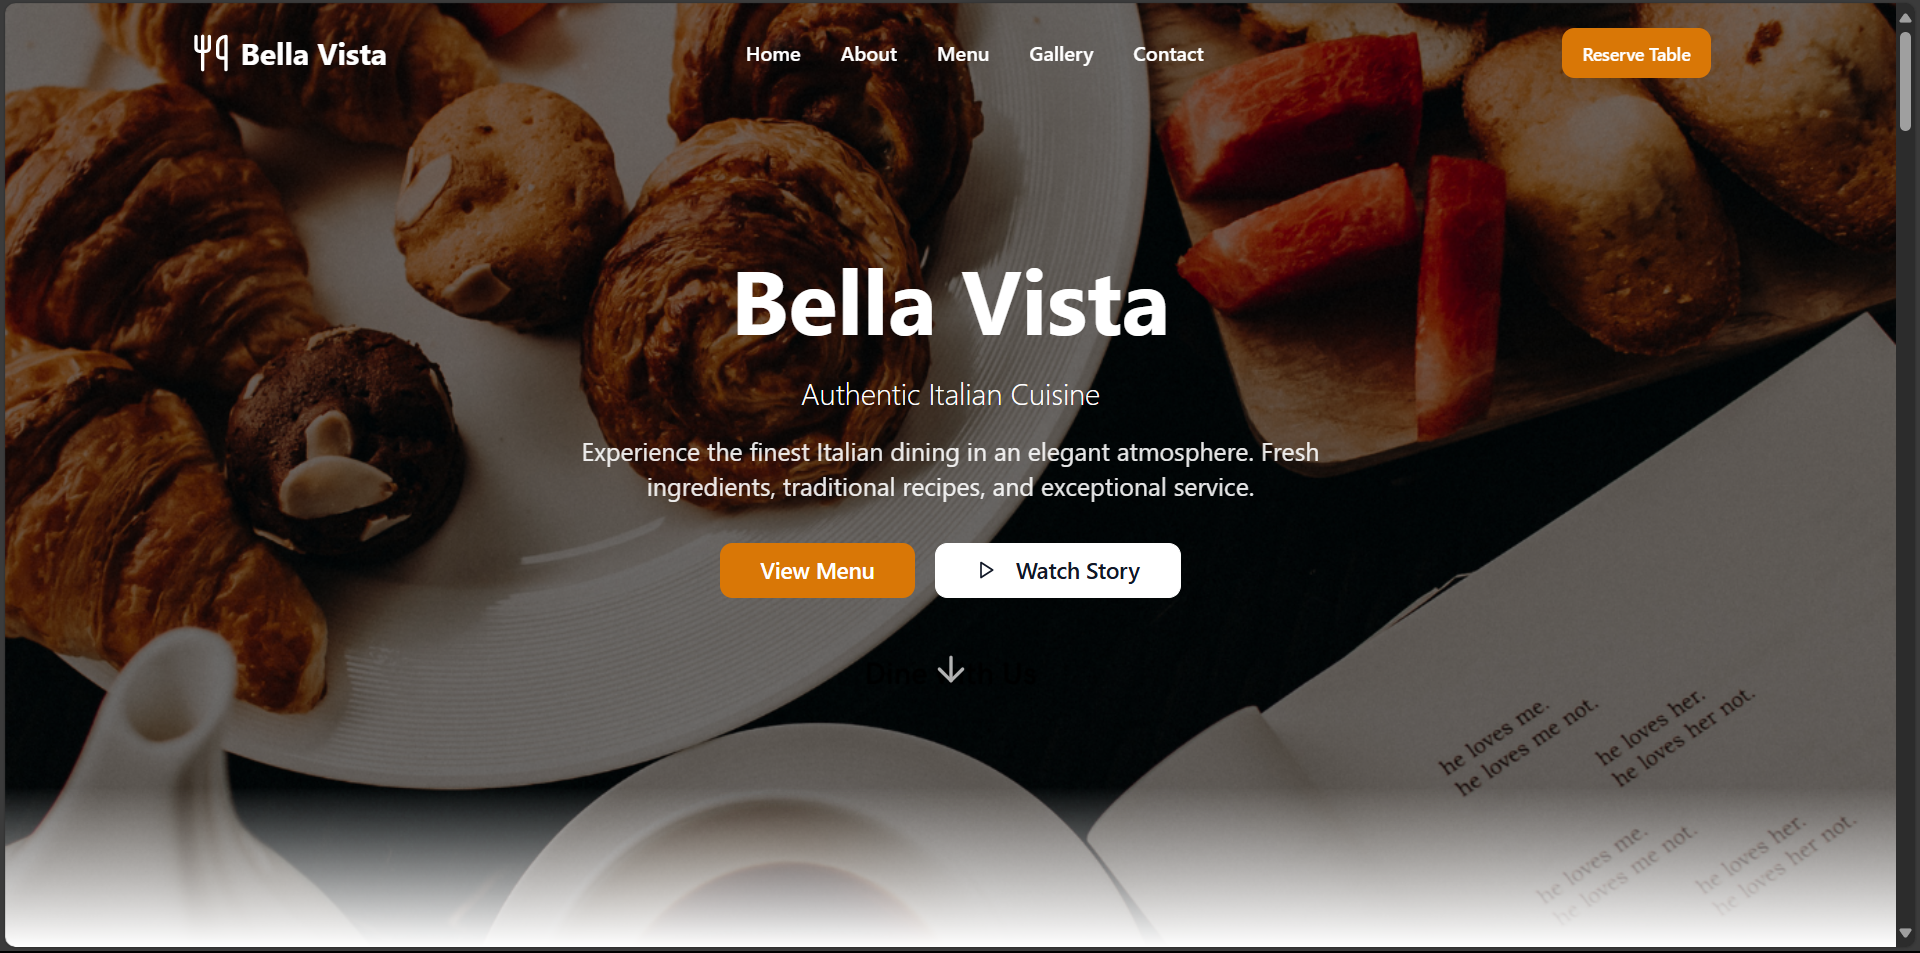 Bella Vista
Home
About
Menu
Gallery
Contact
Reserve Table
Bella Vista
Authentic Italian Cuisine
Experience the finest Italian dining in an elegant atmosphere. Fresh
ingredients, traditional recipes, and exceptional service.
View Menu
Watch Story
Dine
Us
he loves me.
he loves me not.
he loves her.
he loves her not.
he loves me.
he loves me not.
he loves her.
he loves her not.